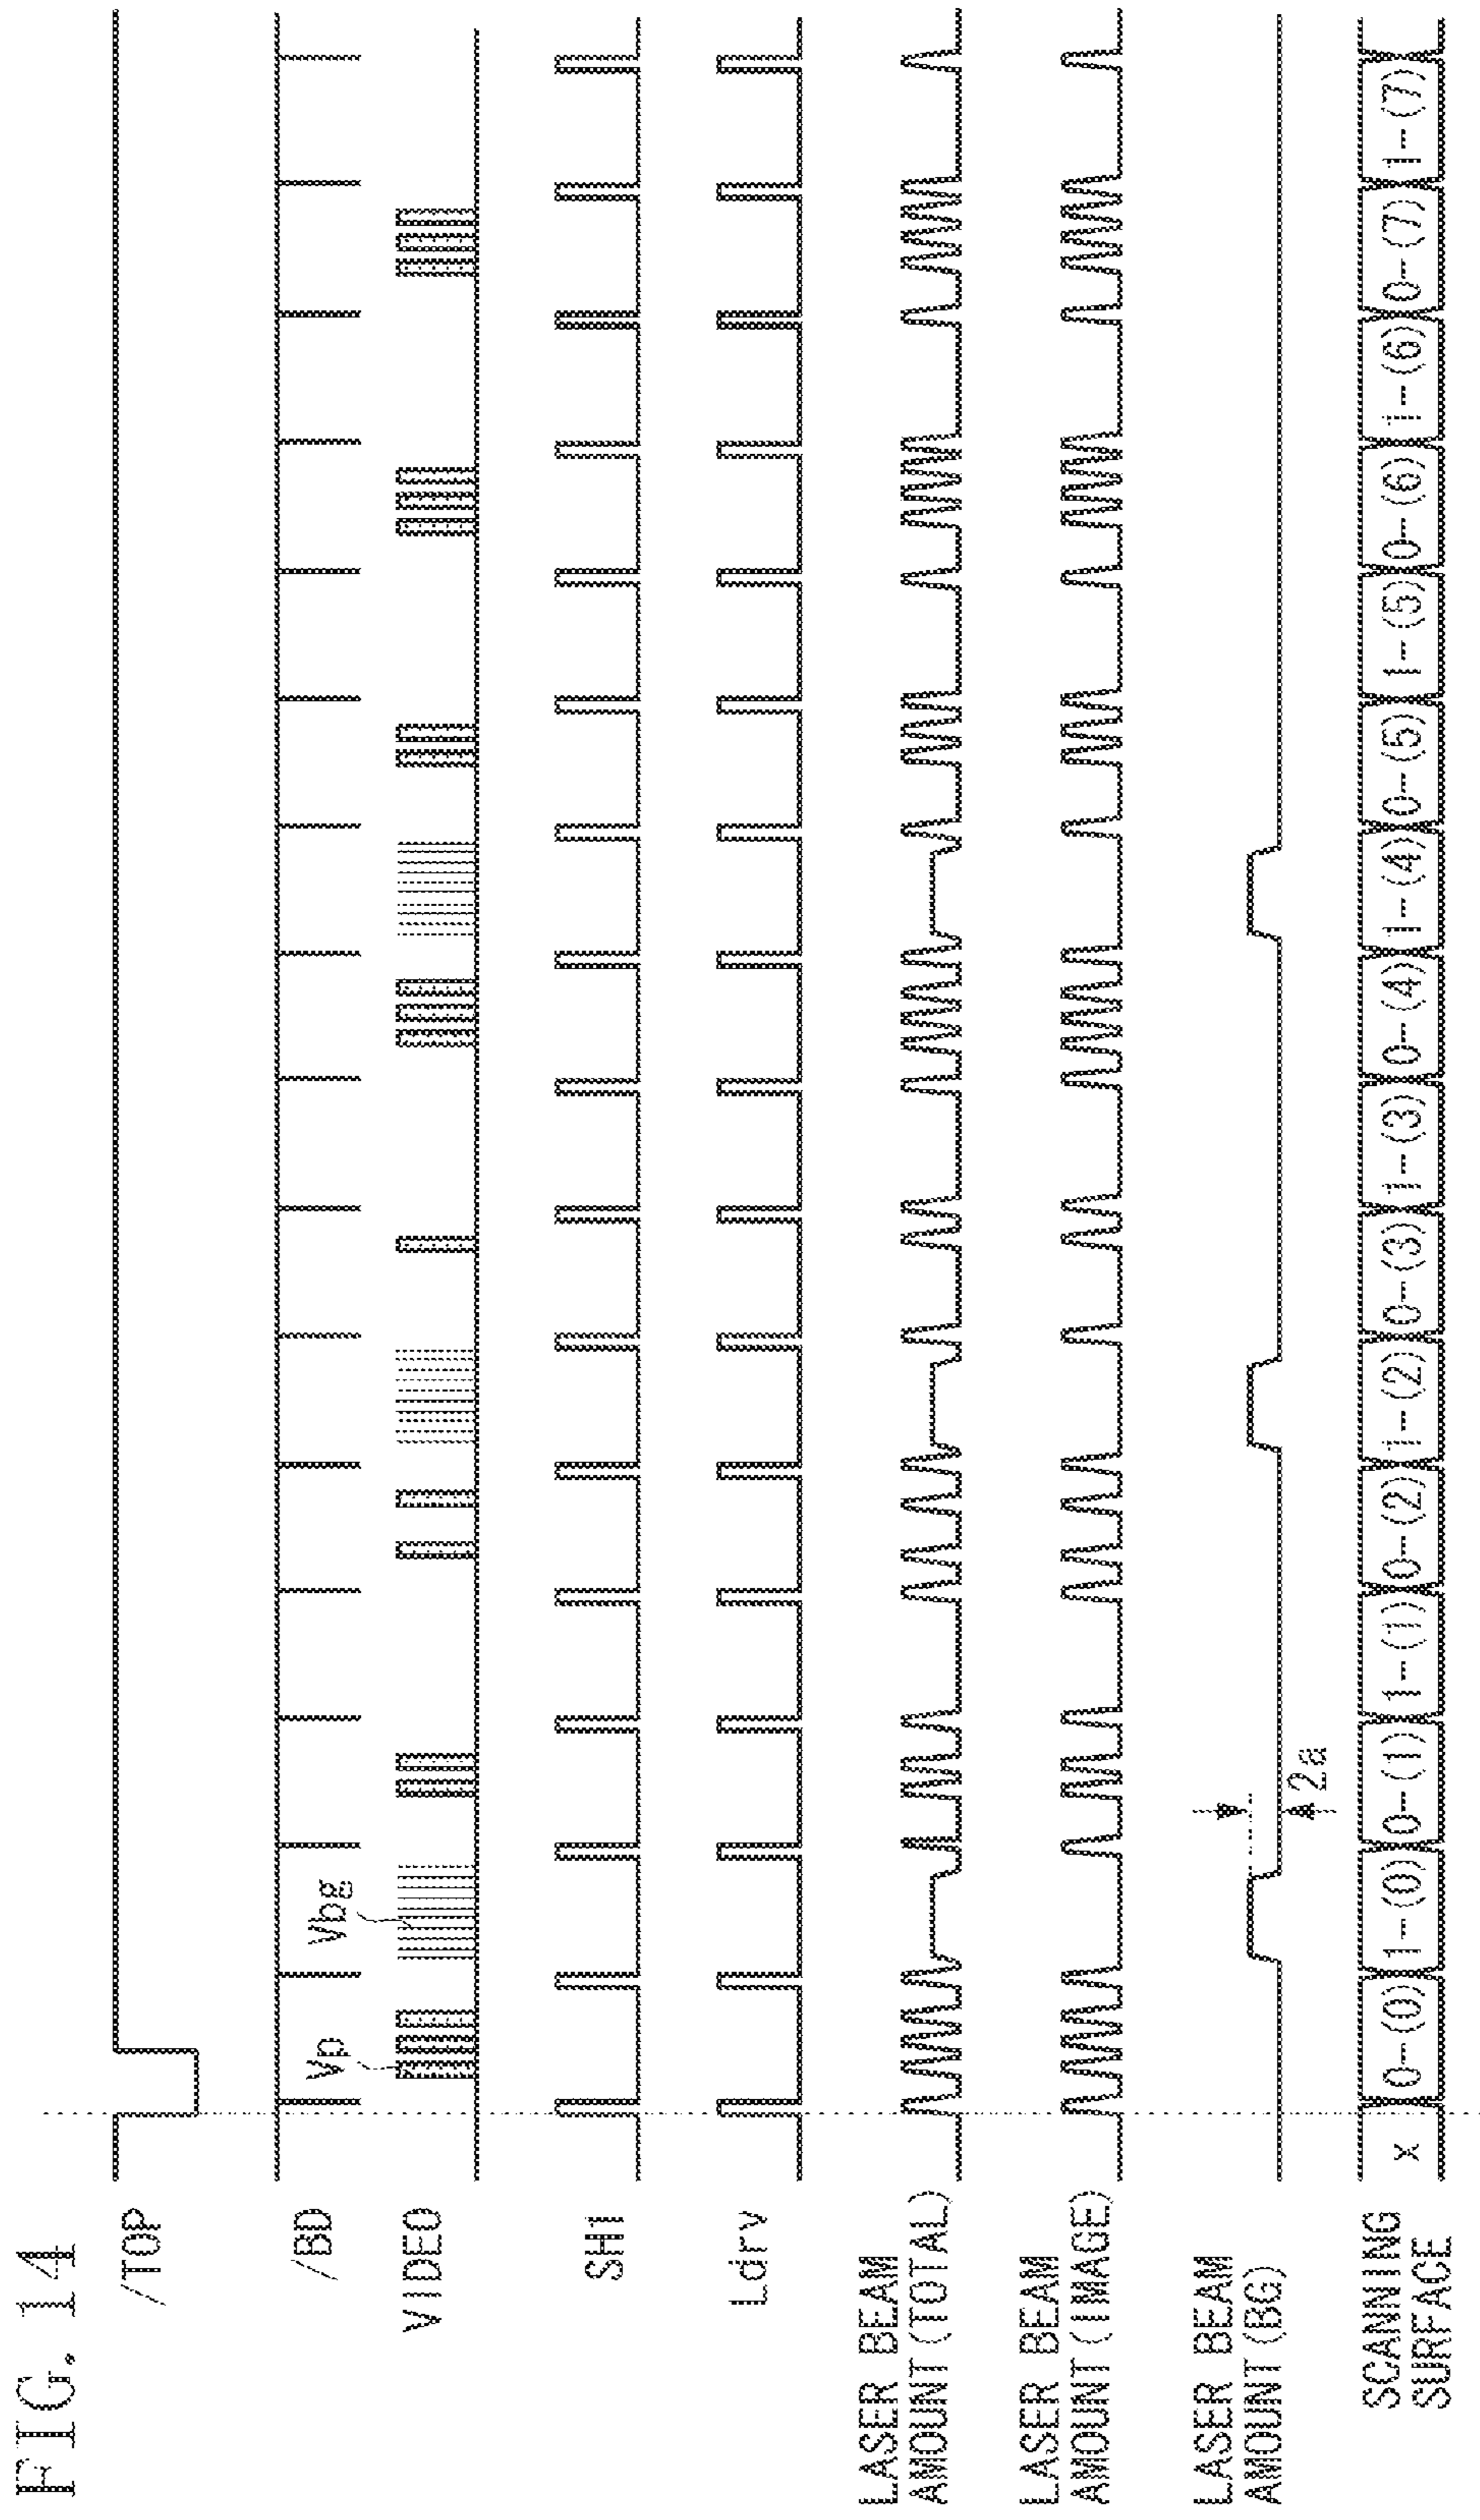 FIG. 14
/TOP
/BD
Vp
Vbg
VIDEO
SH1
Ldrv
LASER BEAM
AMOUNT(TOTAL)
LASER BEAM
AMOUNT(IMAGE)
LASER BEAM
AMOUNT(BG)
2a
SCANNING
SURFACE
x 0-(0) 1-(0) 0-(1) 1-(1) 0-(2) 1-(2) 0-(3) 1-(3) 0-(4) 1-(4) 0-(5) 1-(5) 0-(6) 1-(6) 0-(7) 1-(7)